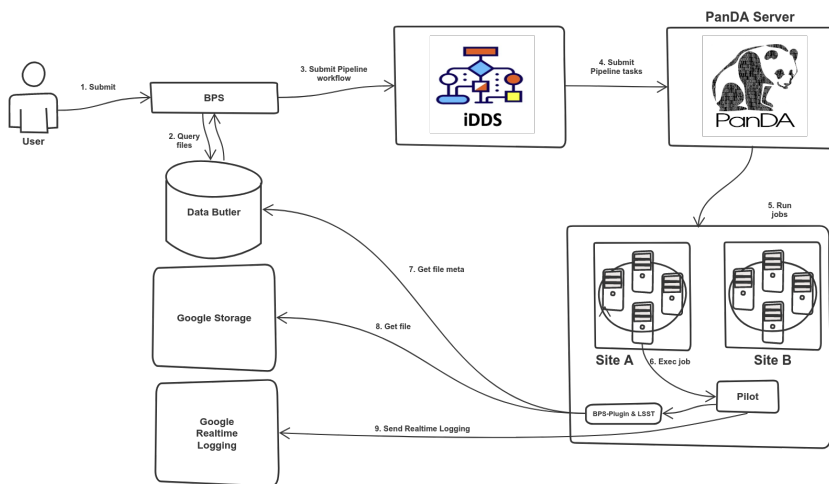 PanDA Server
1. Submit
3. Submit Pipeline
workflow
4. Submit
Pipeline tasks
BPS
iDDS
PanDA
User
2. Query
files
Data Butler
5. Run
jobs
7. Get file meta
Google Storage
8. Get file
Site A
Site B
6. Exec job
Pilot
BPS-Plugin & LSST
Google
Realtime
Logging
9. Send Realtime Logging